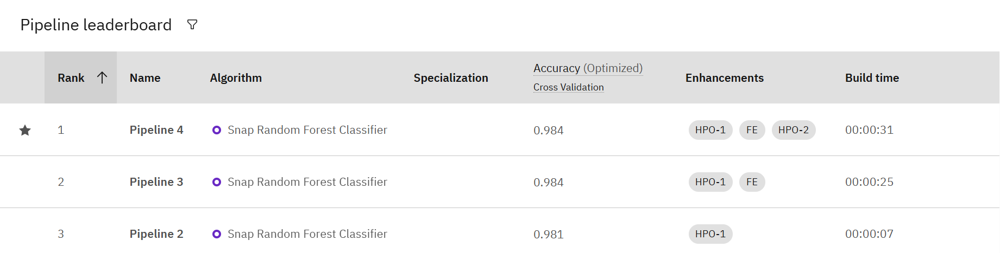 Pipeline leaderboard
Rank Name Algorithm Specialization Accuracy (Optimized) Cross Validation Enhancements Build time
1 Pipeline 4 Snap Random Forest Classifier 0.984 HPO-1 FE HPO-2 00:00:31
2 Pipeline 3 Snap Random Forest Classifier 0.984 HPO-1 FE 00:00:25
3 Pipeline 2 Snap Random Forest Classifier 0.981 HPO-1 00:00:07